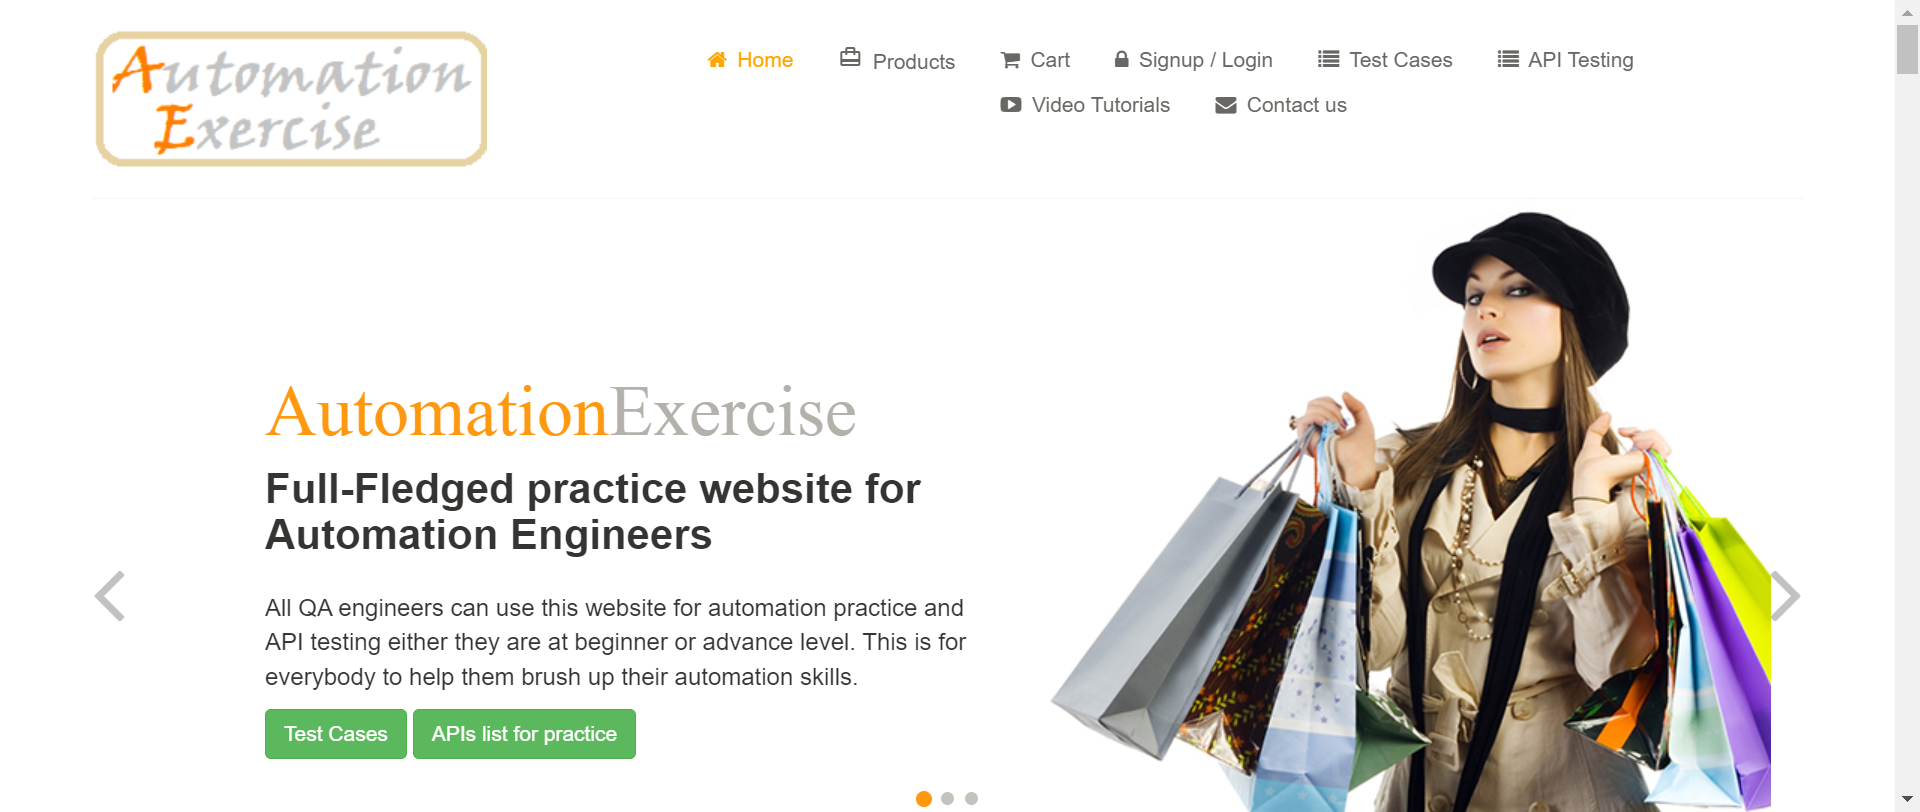 Automation
Exercise
Home Products Cart Signup / Login Test Cases API Testing
Video Tutorials Contact us
AutomationExercise
Full-Fledged practice website for
Automation Engineers
All QA engineers can use this website for automation practice and
API testing either they are at beginner or advance level. This is for
everybody to help them brush up their automation skills.
Test Cases APIs list for practice